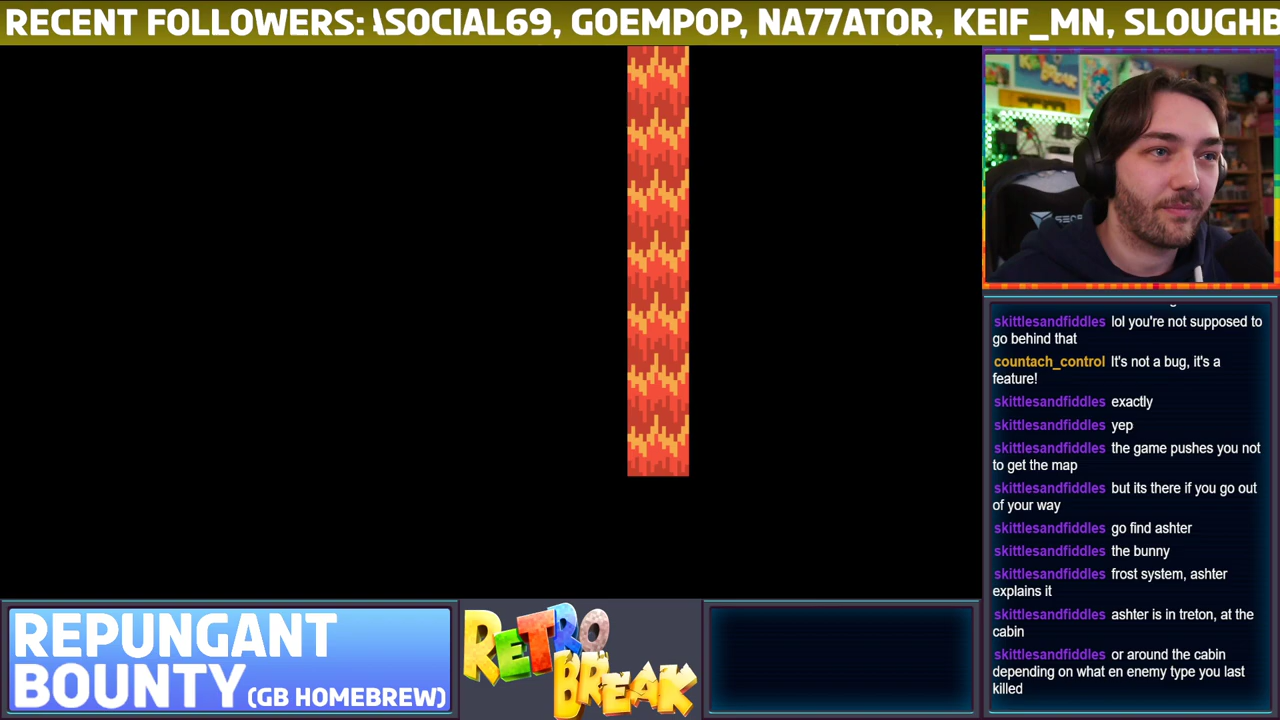 RECENT FOLLOWERS: \SOCIAL69, GOEMPOP, NA77ATOR, KEIF_MN, SLOUGHB
skittlesandfiddles lol you're not supposed to
go behind that
countach_control It's not a bug, it's a
feature!
skittlesandfiddles exactly
skittlesandfiddles yep
skittlesandfiddles the game pushes you not
to get the map
skittlesandfiddles but its there if you go out
of your way
skittlesandfiddles go find ashter
skittlesandfiddles the bunny
skittlesandfiddles frost system, ashter
explains it
skittlesandfiddles ashter is in treton, at the
cabin
skittlesandfiddles or around the cabin
depending on what en enemy type you last
killed
REPUNGANT
BOUNTY (GB HOMEBREW)
RETRO
BREAK